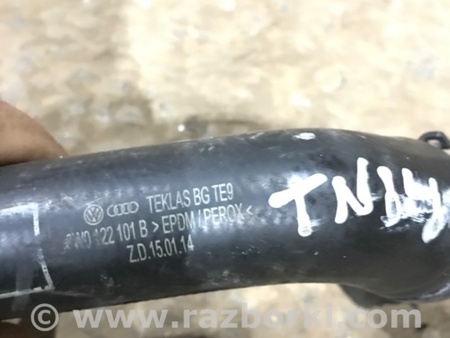 TEKLAS BG TE9
122 101 B > EPDM / PEROX <
Z.D.15.01.14
www.razborki.com